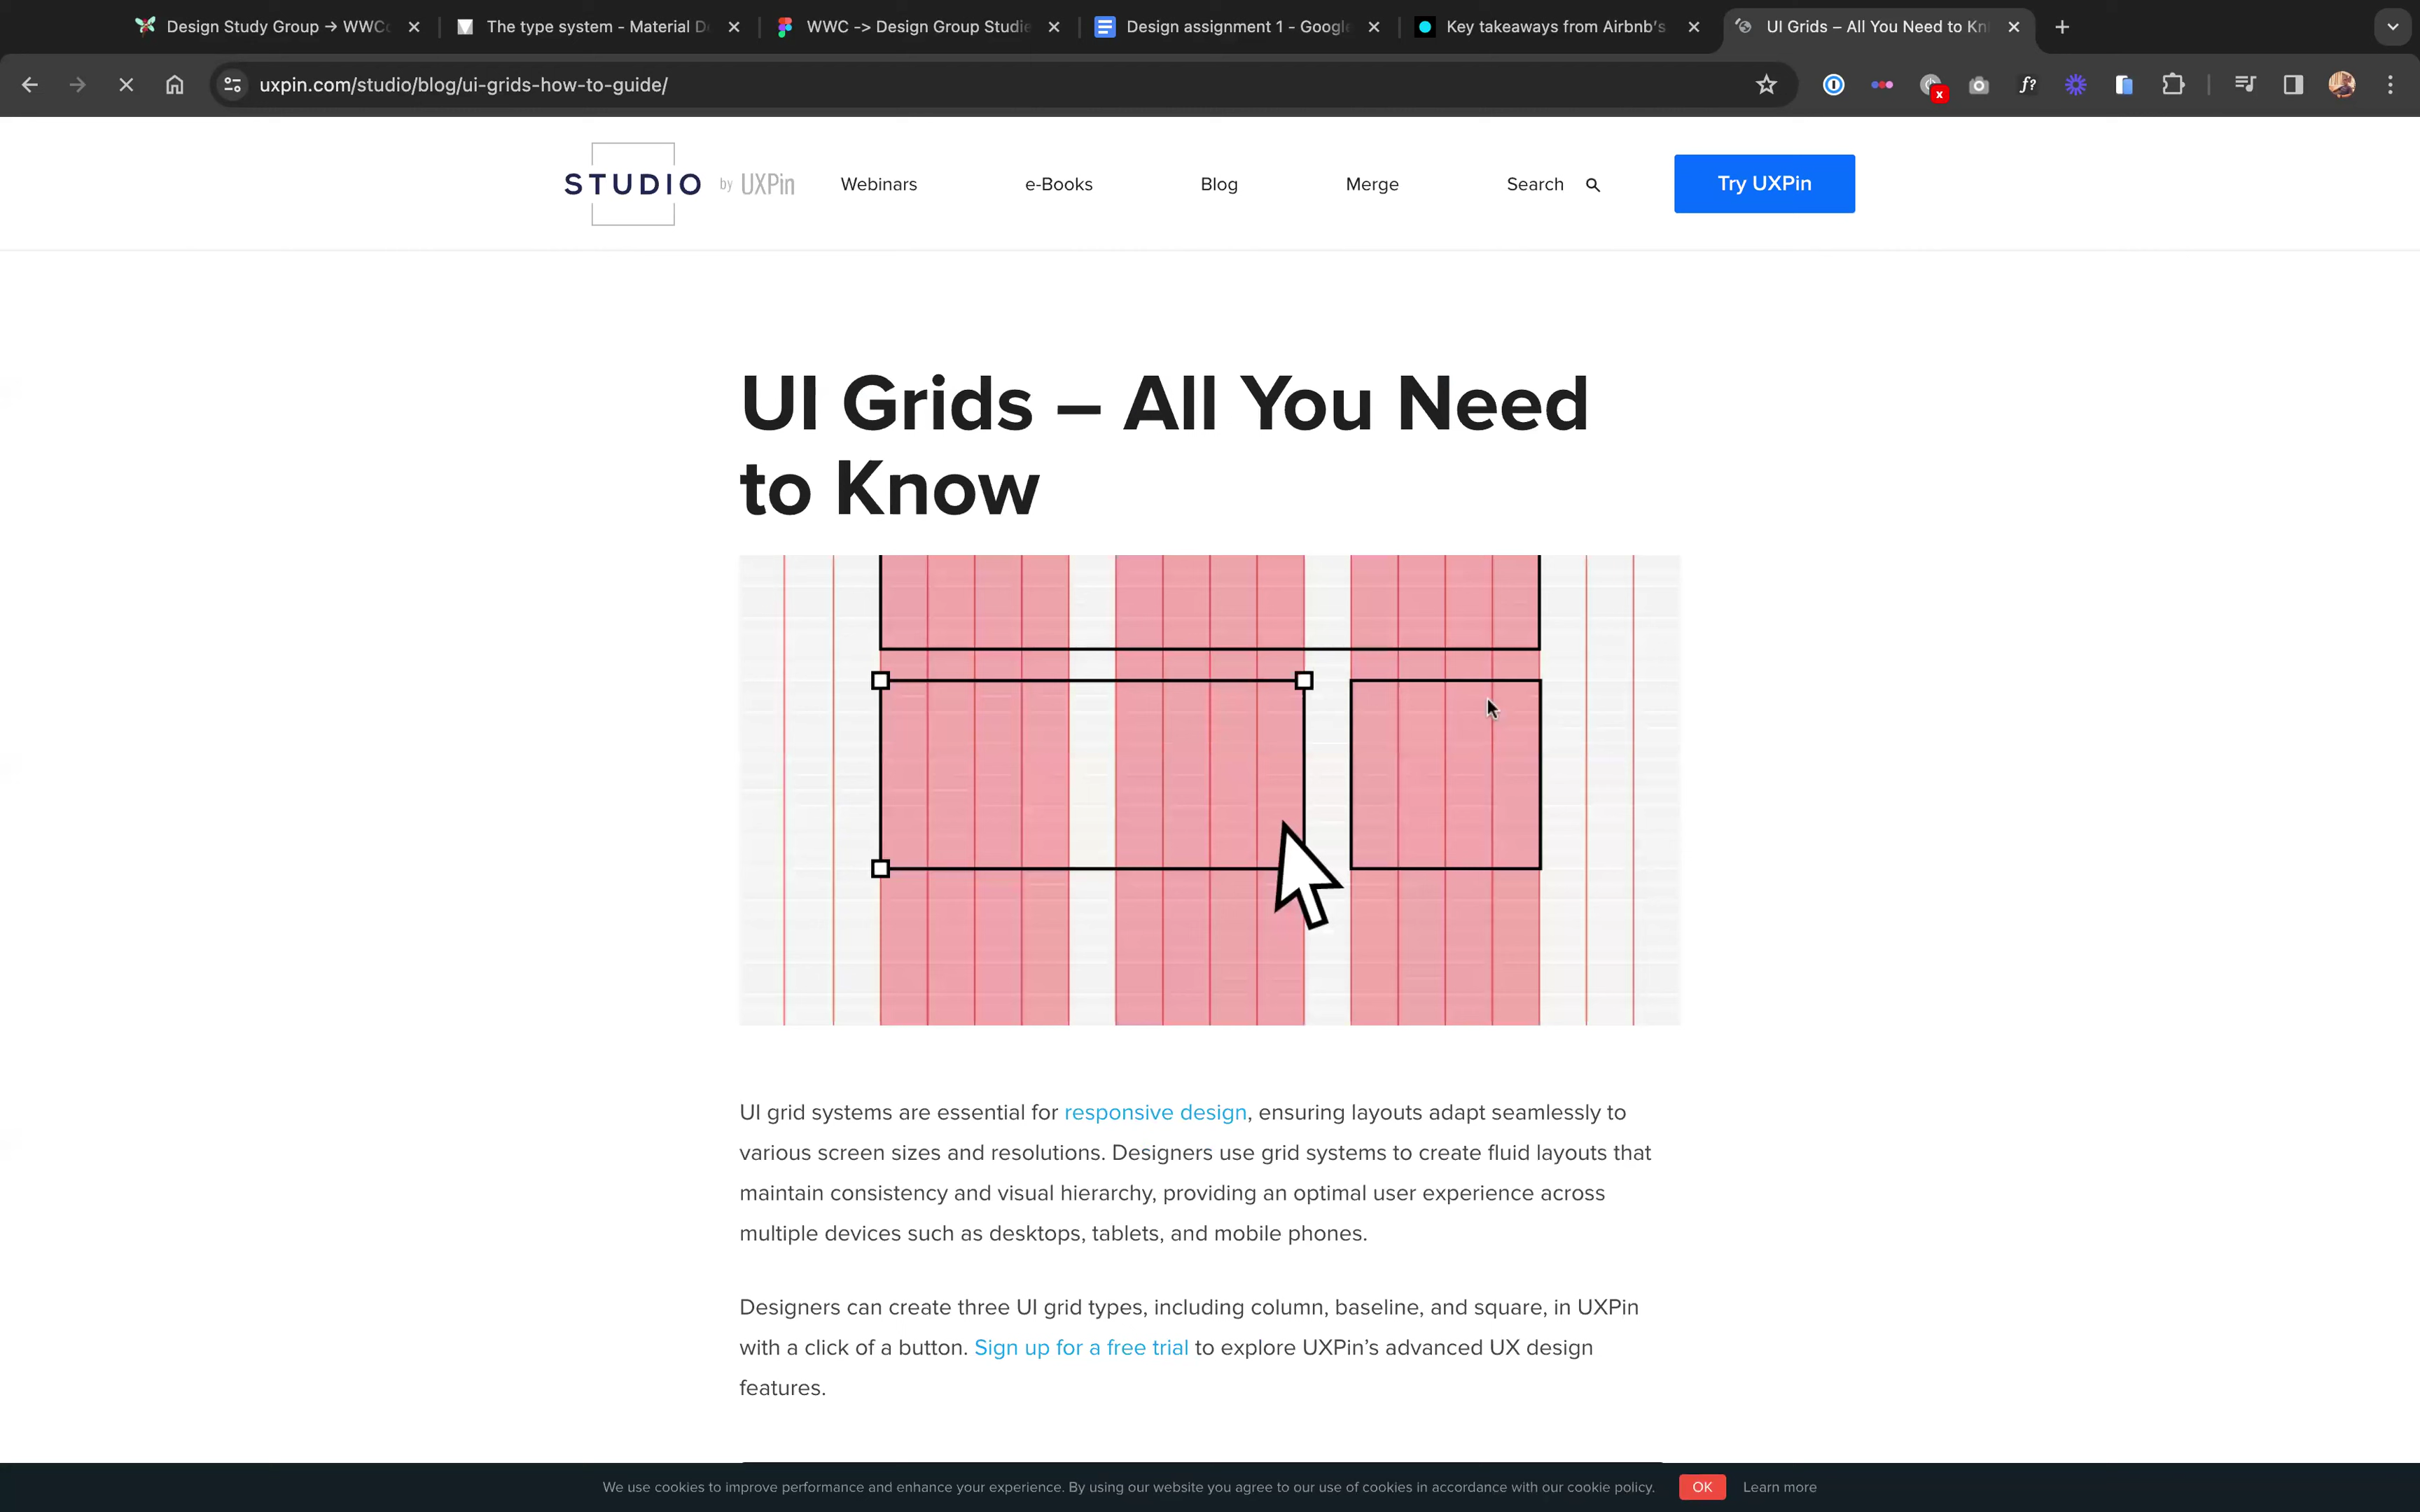 Design Study Group → WWCo
The type system - Material De
WWC -> Design Group Studie
Design assignment 1 - Google
Key takeaways from Airbnb's
UI Grids – All You Need to Kn
uxpin.com/studio/blog/ui-grids-how-to-guide/
x
f?
STUDIO by UXPin
Webinars
e-Books
Blog
Merge
Search
Try UXPin
UI Grids – All You Need
to Know
UI grid systems are essential for responsive design, ensuring layouts adapt seamlessly to
various screen sizes and resolutions. Designers use grid systems to create fluid layouts that
maintain consistency and visual hierarchy, providing an optimal user experience across
multiple devices such as desktops, tablets, and mobile phones.
Designers can create three UI grid types, including column, baseline, and square, in UXPin
with a click of a button. Sign up for a free trial to explore UXPin’s advanced UX design
features.
We use cookies to improve performance and enhance your experience. By using our website you agree to our use of cookies in accordance with our cookie policy.
OK
Learn more